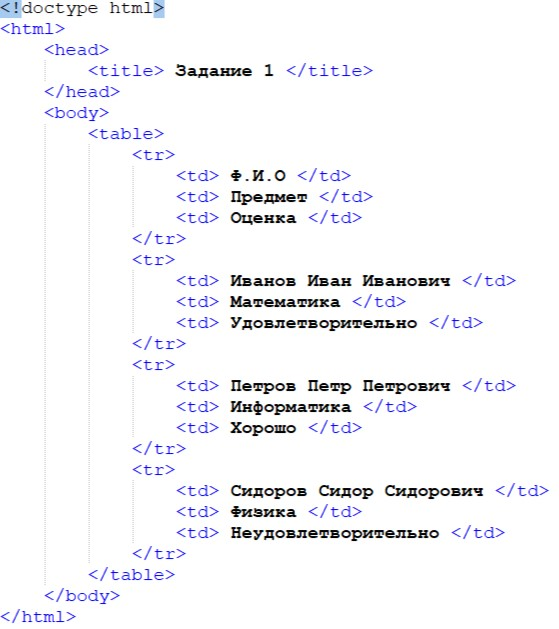 <!doctype html>
<html>
<head>
<title> Задание 1 </title>
</head>
<body>
<table>
<tr>
<td> Ф.И.О </td>
<td> Предмет </td>
<td> Оценка </td>
</tr>
<tr>
<td> Иванов Иван Иванович </td>
<td> Математика </td>
<td> Удовлетворительно </td>
</tr>
<tr>
<td> Петров Петр Петрович </td>
<td> Информатика </td>
<td> Хорошо </td>
</tr>
<tr>
<td> Сидоров Сидор Сидорович </td>
<td> Физика </td>
<td> Неудовлетворительно </td>
</tr>
</table>
</body>
</html>